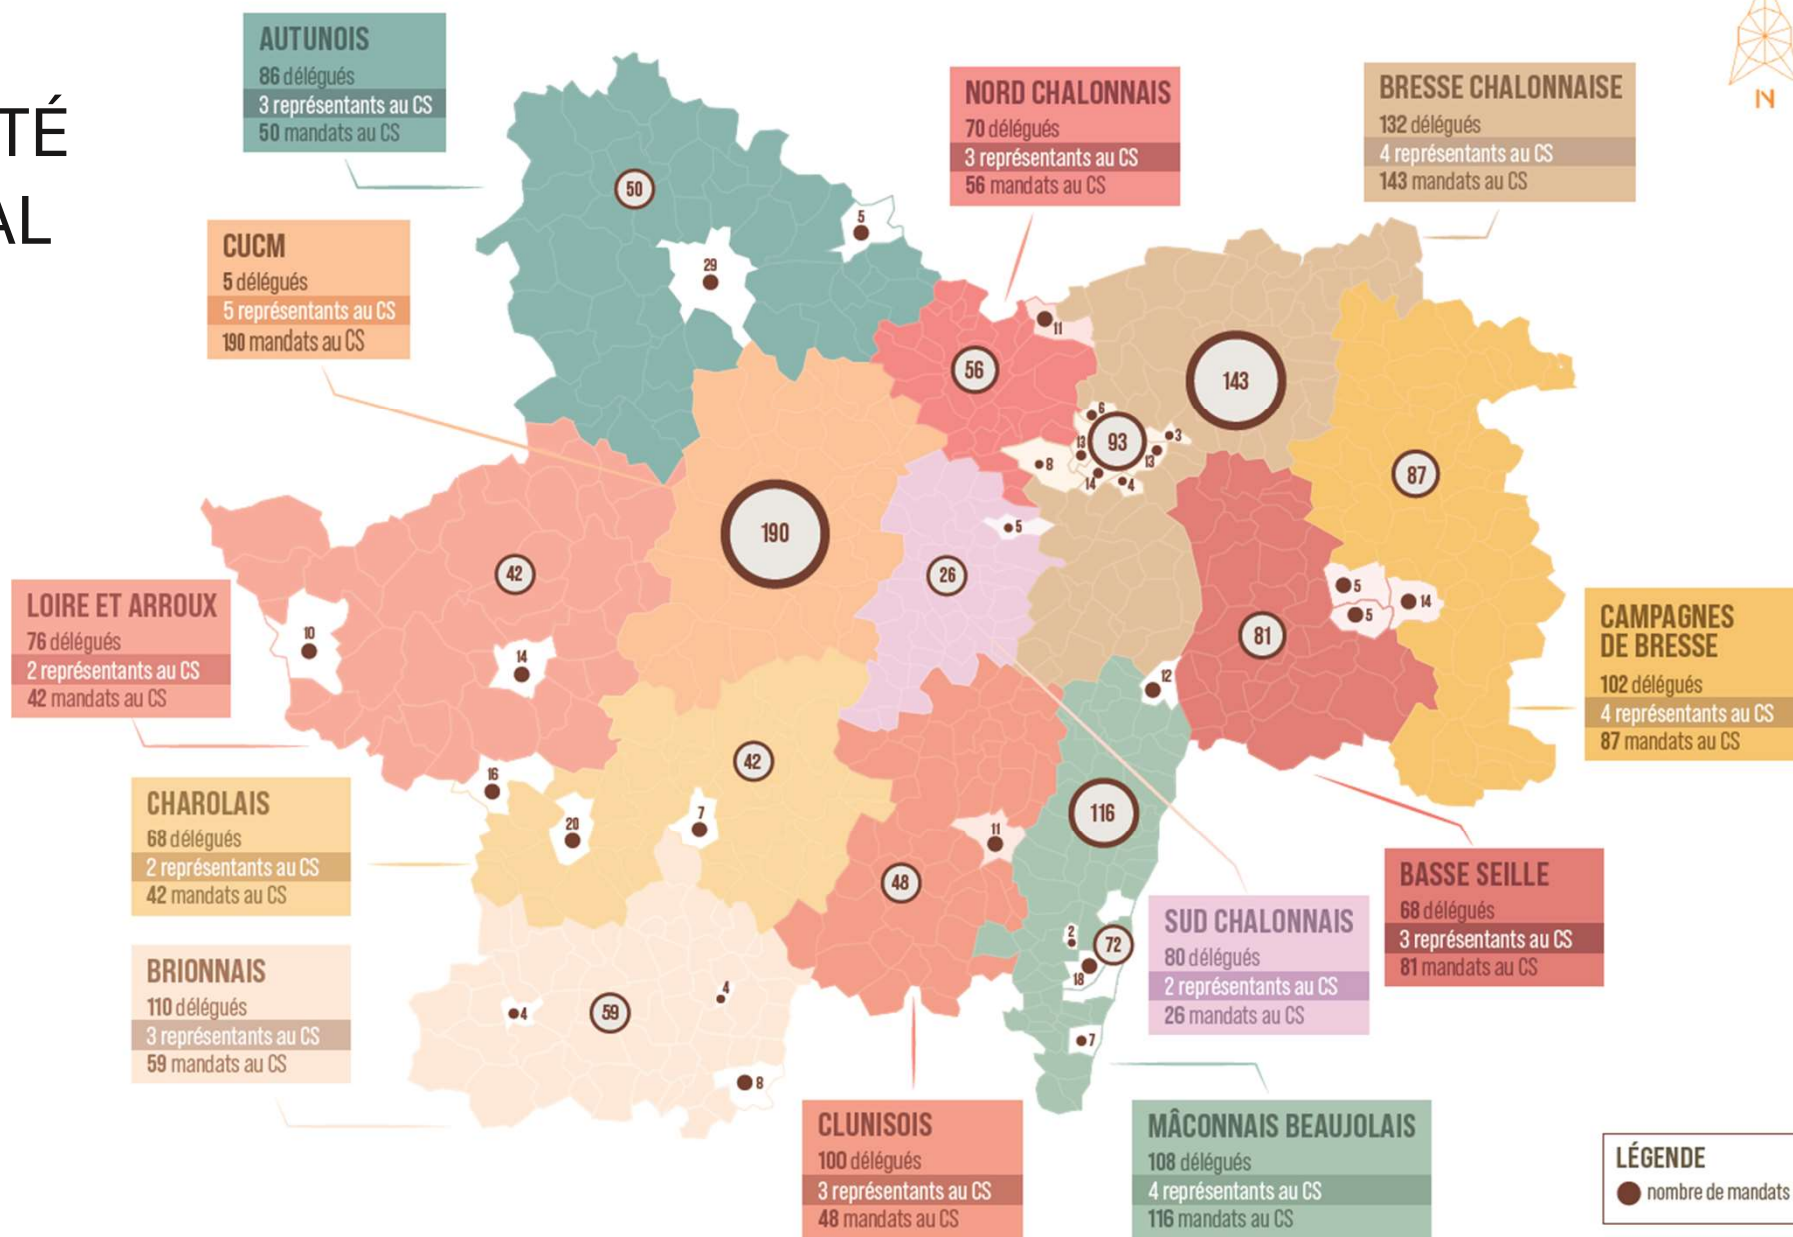 TÉ
AL
AUTUNOIS
86 délégués
3 représentants au CS
50 mandats au CS
NORD CHALONNAIS
70 délégués
3 représentants au CS
56 mandats au CS
BRESSE CHALONNAISE
132 délégués
4 représentants au CS
143 mandats au CS
N
CUCM
5 délégués
5 représentants au CS
190 mandats au CS
50
5
29
11
56
143
6
93
3
13
13
8
14
4
87
190
5
42
26
LOIRE ET ARROUX
76 délégués
2 représentants au CS
42 mandats au CS
10
14
81
5
14
5
CAMPAGNES
DE BRESSE
102 délégués
4 représentants au CS
87 mandats au CS
12
CHAROLAIS
68 délégués
2 représentants au CS
42 mandats au CS
16
20
7
42
11
116
48
BASSE SEILLE
68 délégués
3 représentants au CS
81 mandats au CS
SUD CHALONNAIS
80 délégués
2 représentants au CS
26 mandats au CS
2
72
18
7
BRIONNAIS
110 délégués
3 représentants au CS
59 mandats au CS
4
59
4
8
CLUNISOIS
100 délégués
3 représentants au CS
48 mandats au CS
MÂCONNAIS BEAUJOLAIS
108 délégués
4 représentants au CS
116 mandats au CS
LÉGENDE
nombre de mandats